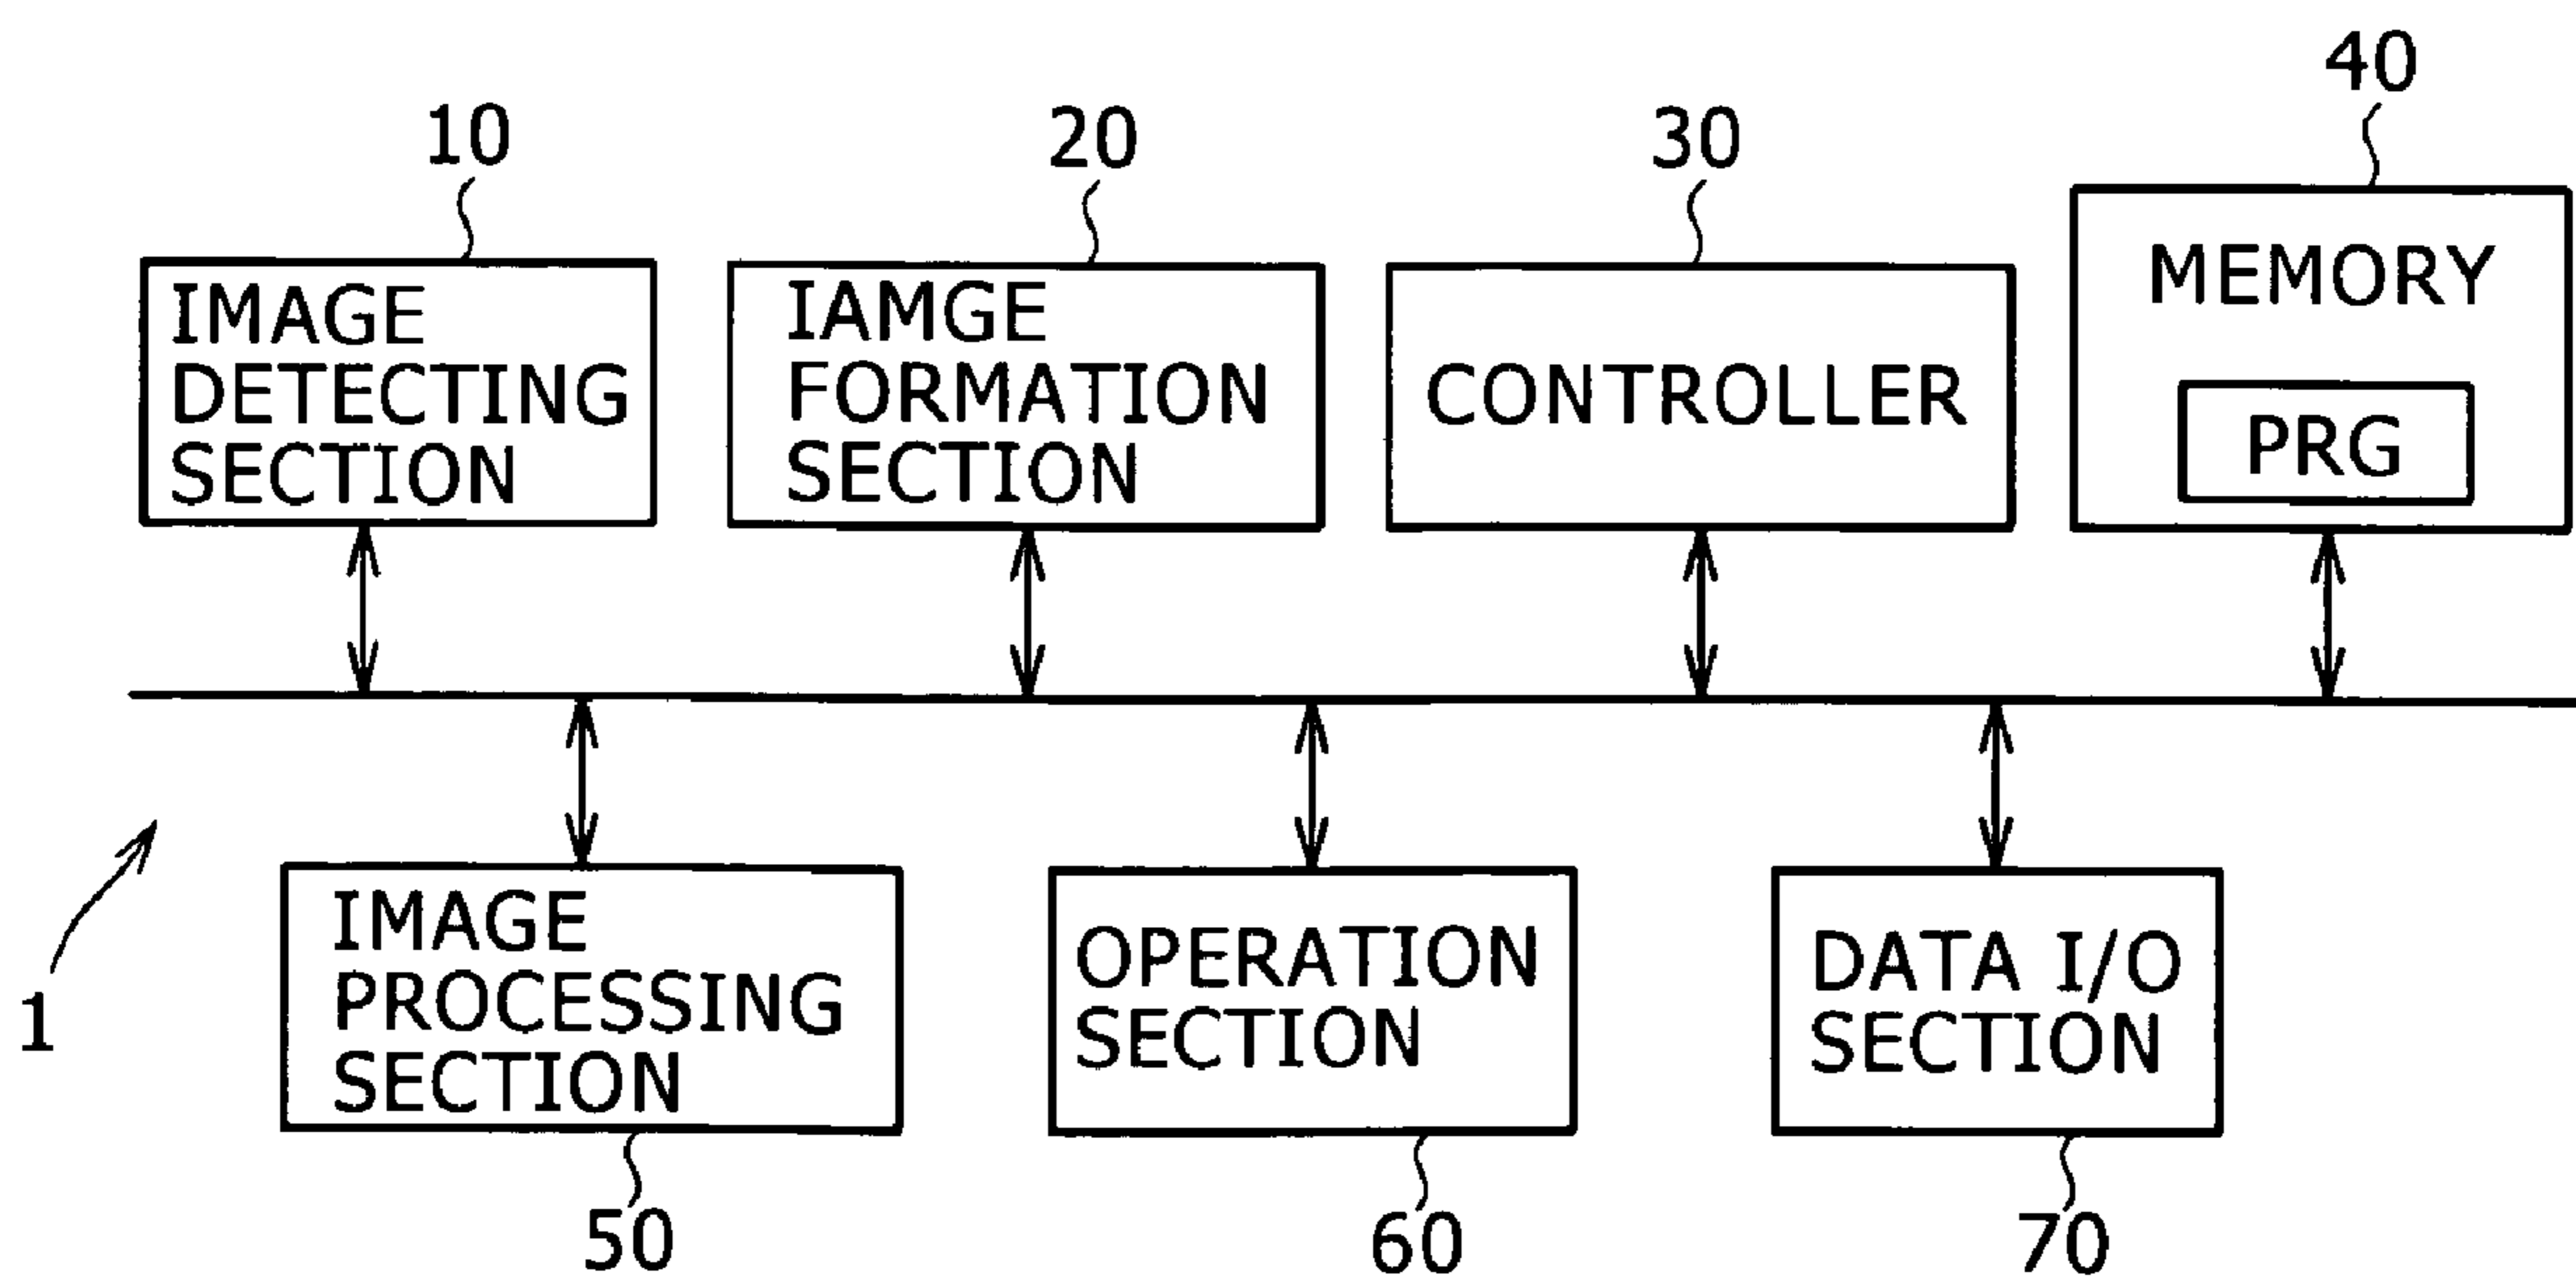 40
10
20
30
IMAGE
DETECTING
SECTION
IAMGE
FORMATION
SECTION
CONTROLLER
MEMORY
PRG
1
IMAGE
PROCESSING
SECTION
OPERATION
SECTION
DATA I/O
SECTION
50
60
70